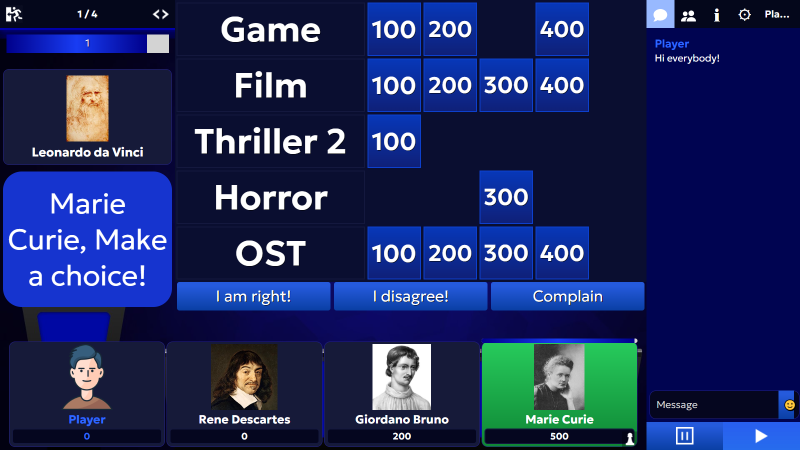 1 / 4
<>
Pla...
1
Game 100 200 400
Film 100 200 300 400
Thriller 2 100
Horror 300
OST 100 200 300 400
Leonardo da Vinci
Marie
Curie, Make
a choice!
I am right! I disagree! Complain
Player
Hi everybody!
Player Rene Descartes Giordano Bruno Marie Curie
0 0 200 500
Message